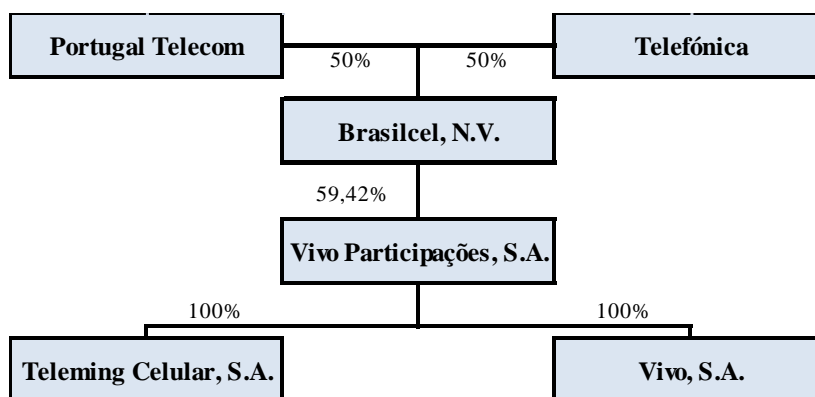 Portugal Telecom
Telefónica
50%
50%
Brasilcel, N.V.
59,42%
Vivo Participações, S.A.
100%
100%
Teleming Celular, S.A.
Vivo, S.A.